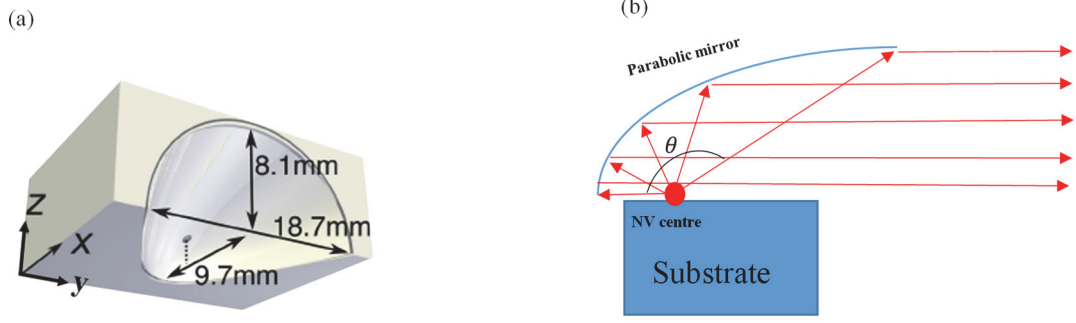 (a)
8.1mm
18.7mm
9.7mm
z
x
y
(b)
Parabolic mirror
θ
NV centre
Substrate